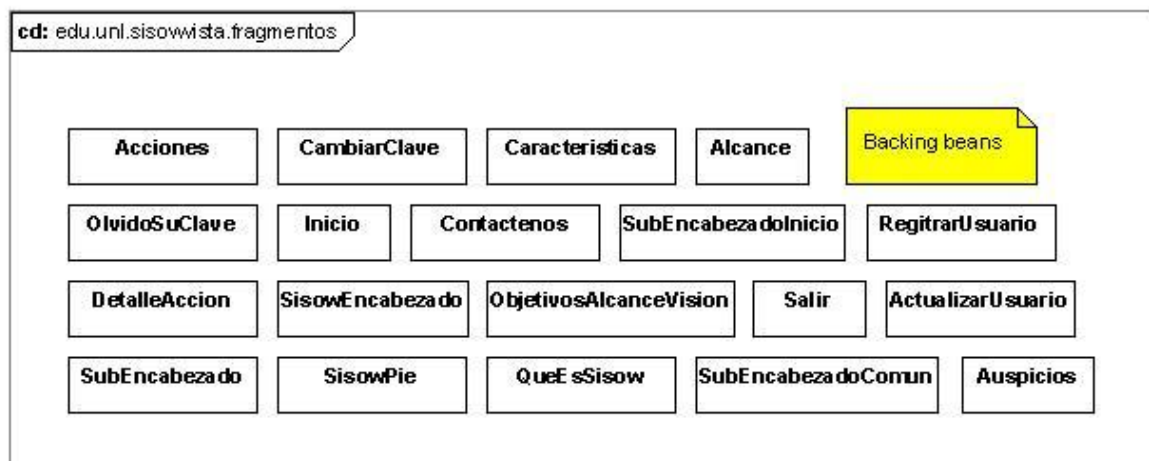 cd: edu.unl.sisowvista.fragmentos
Acciones CambiarClave Caracteristicas Alcance Backing beans
OlvidoSuClave Inicio Contactenos SubEncabezadoInicio RegitrarUsuario
DetalleAccion SisowEncabezado ObjetivosAlcanceVision Salir ActualizarUsuario
SubEncabezado SisowPie QueEsSisow SubEncabezadoComun Auspicios